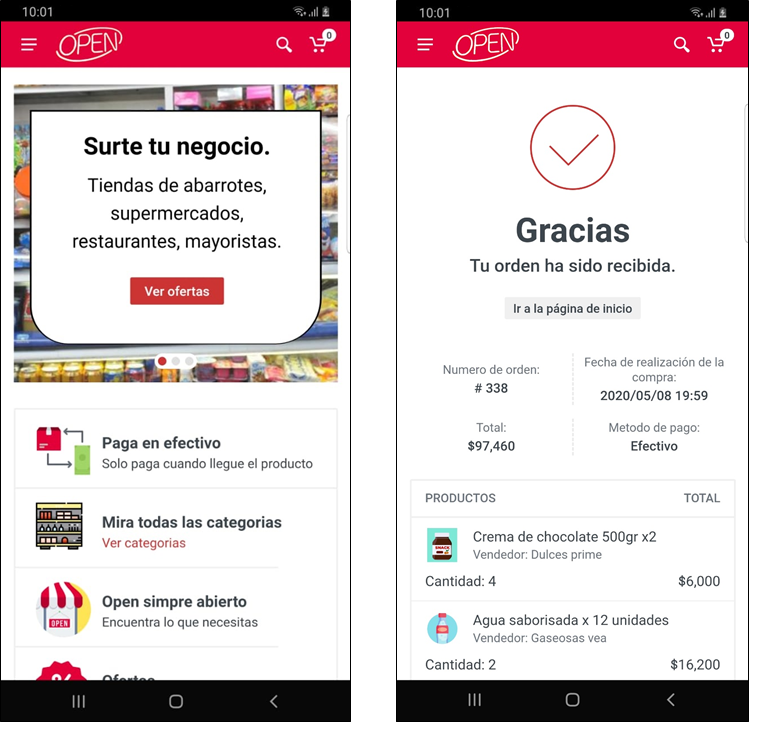 10:01
OPEN
0
Surte tu negocio.
Tiendas de abarrotes,
supermercados,
restaurantes, mayoristas.
Ver ofertas
Paga en efectivo
Solo paga cuando llegue el producto
Mira todas las categorias
Ver categorias
OPEN
Open simpre abierto
Encuentra lo que necesitas
%
Ofertas
10:01
OPEN
0
Gracias
Tu orden ha sido recibida.
Ir a la página de inicio
Numero de orden:
# 338
Fecha de realización de la
compra:
2020/05/08 19:59
Total:
$97,460
Metodo de pago:
Efectivo
PRODUCTOS TOTAL
SNACK
Crema de chocolate 500gr x2
Vendedor: Dulces prime
Cantidad: 4 $6,000
Agua saborisada x 12 unidades
Vendedor: Gaseosas vea
Cantidad: 2 $16,200